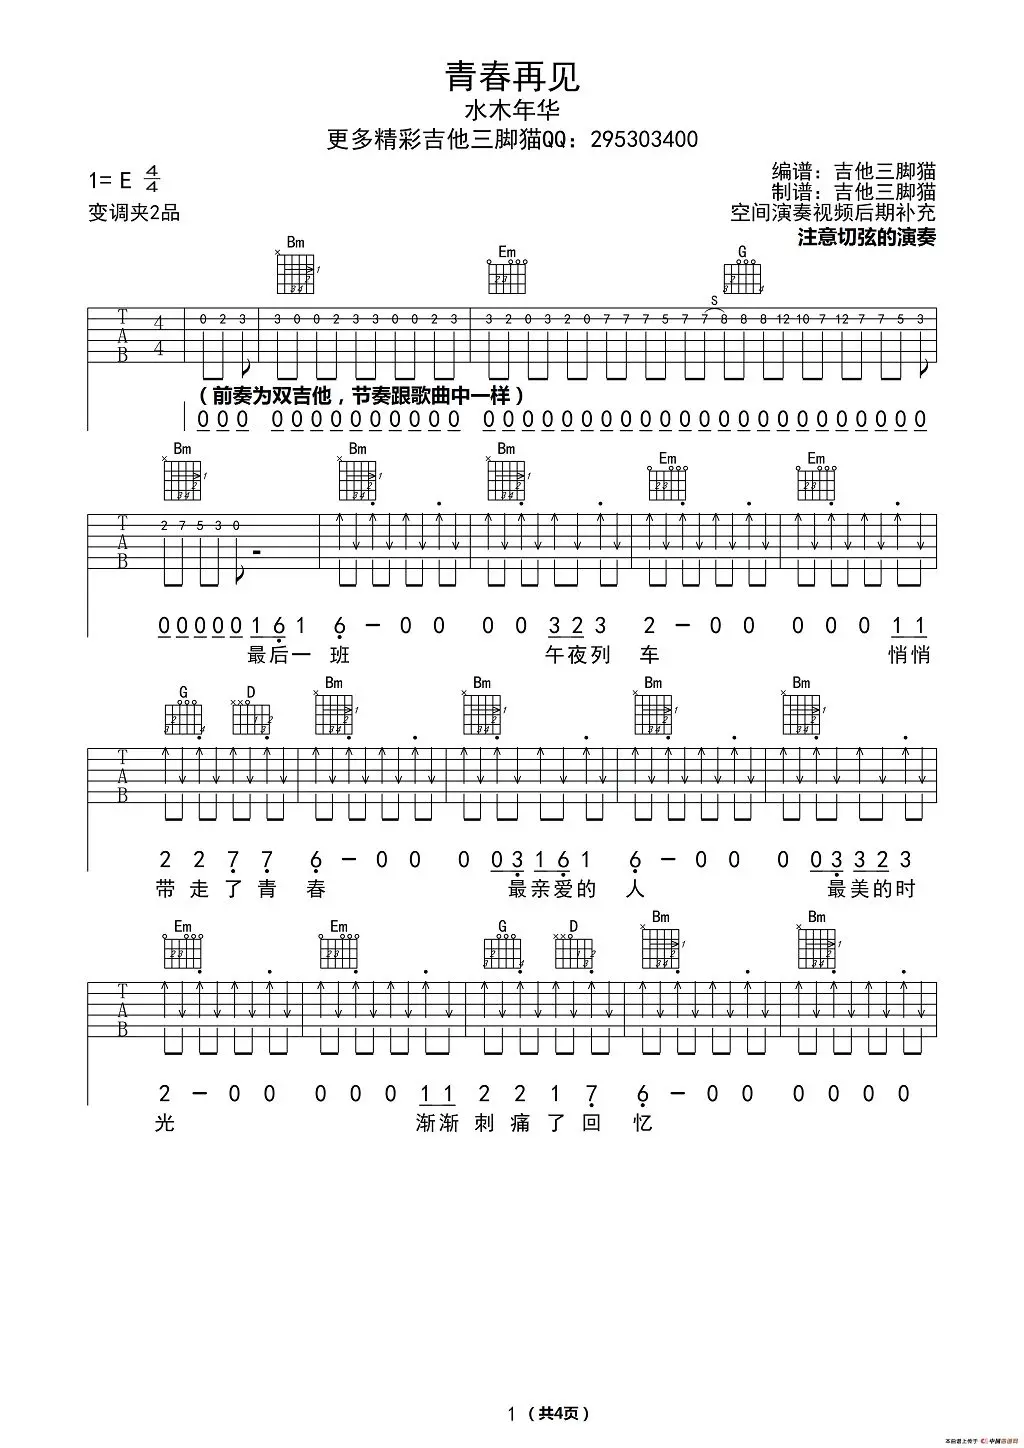 青春再见
水木年华
更多精彩吉他三脚猫QQ：295303400
1= E 4/4
变调夹2品
编谱：吉他三脚猫
制谱：吉他三脚猫
空间演奏视频后期补充
注意切弦的演奏
Bm Em G
S
T A B 4 4 0 2 3 3 0 0 2 3 3 0 0 2 3 3 2 0 3 2 0 7 7 7 5 7 7 8 8 8 12 10 7 12 7 7 5 3
（前奏为双吉他，节奏跟歌曲中一样）
0 0 0 0 0 0 0 0 0 0 0 0 0 0 0 0 0 0 0 0 0 0 0 0 0 0 0 0 0 0 0 0 0 0 0 0 0
Bm Bm Bm Em Em
T A B 2 7 5 3 0
0 0 0 0 0 1 6 1 6 − 0 0 0 0 3 2 3 2 − 0 0 0 0 0 1 1
最后一 班 午夜列 车 悄悄
G D Bm Bm Bm Bm
T A B
2 2 7 7 6 − 0 0 0 0 3 1 6 1 6 − 0 0 0 0 3 3 2 3
带 走 了 青 春 最亲爱的 人 最美的时
Em Em G D Bm Bm
T A B
2 − 0 0 0 0 0 1 1 2 2 1 7 6 − 0 0 0 0 0 0
光 渐渐 刺 痛 了 回 忆
1 （共4页）
本曲谱上传于 中国曲谱网